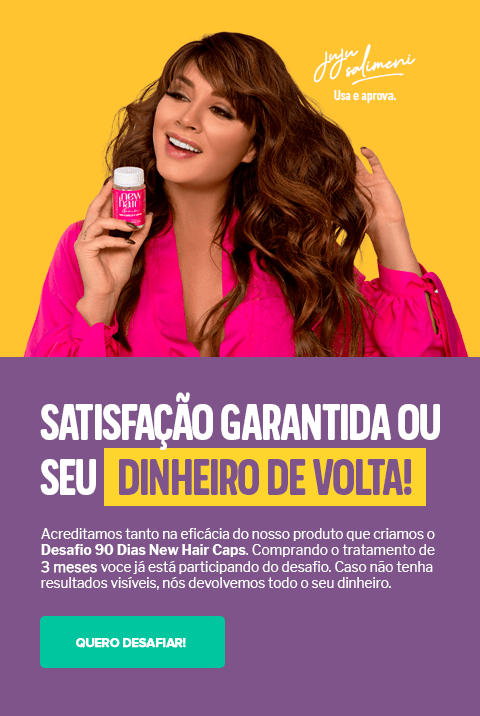 juju
salimeni
Usa e aprova.
new
hair
SATISFAÇÃO GARANTIDA OU
SEU DINHEIRO DE VOLTA!
Acreditamos tanto na eficácia do nosso produto que criamos o
Desafio 90 Dias New Hair Caps. Comprando o tratamento de
3 meses voce já está participando do desafio. Caso não tenha
resultados visíveis, nós devolvemos todo o seu dinheiro.
QUERO DESAFIAR!